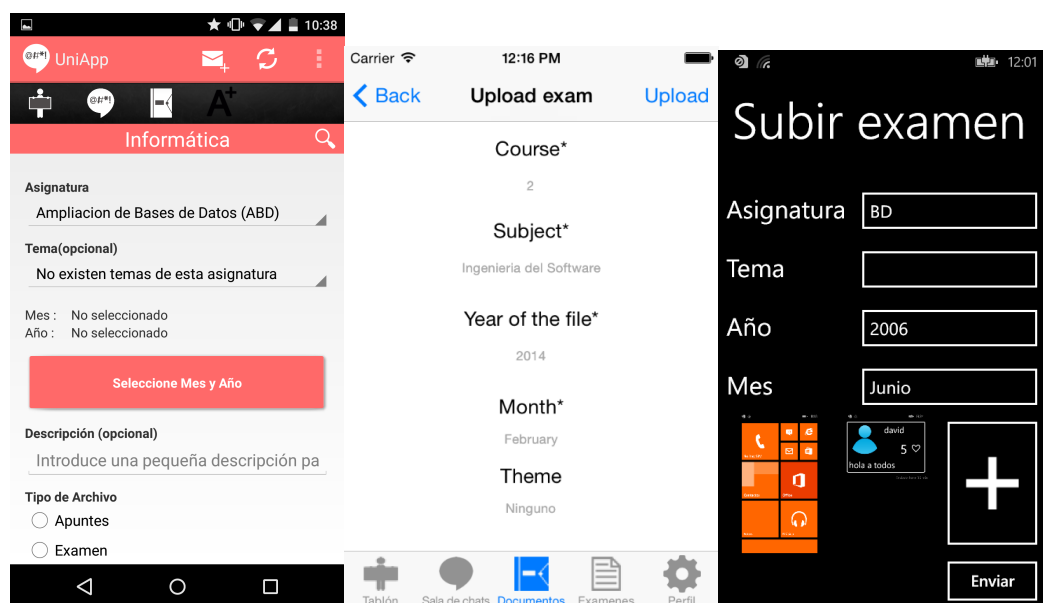 10:38
@#*! UniApp
@#*!
A+
Informática
Asignatura
Ampliacion de Bases de Datos (ABD)
Tema(opcional)
No existen temas de esta asignatura
Mes : No seleccionado
Año : No seleccionado
Seleccione Mes y Año
Descripción (opcional)
Introduce una pequeña descripción pa
Tipo de Archivo
Apuntes
Examen
Carrier 12:16 PM
Back Upload exam Upload
Course*
2
Subject*
Ingenieria del Software
Year of the file*
2014
Month*
February
Theme
Ninguno
Tablón Sala de chats Documentos Examenes Perfil
12:01
Subir examen
Asignatura BD
Tema
Año 2006
Mes Junio
david
5
hola a todos
Enviar